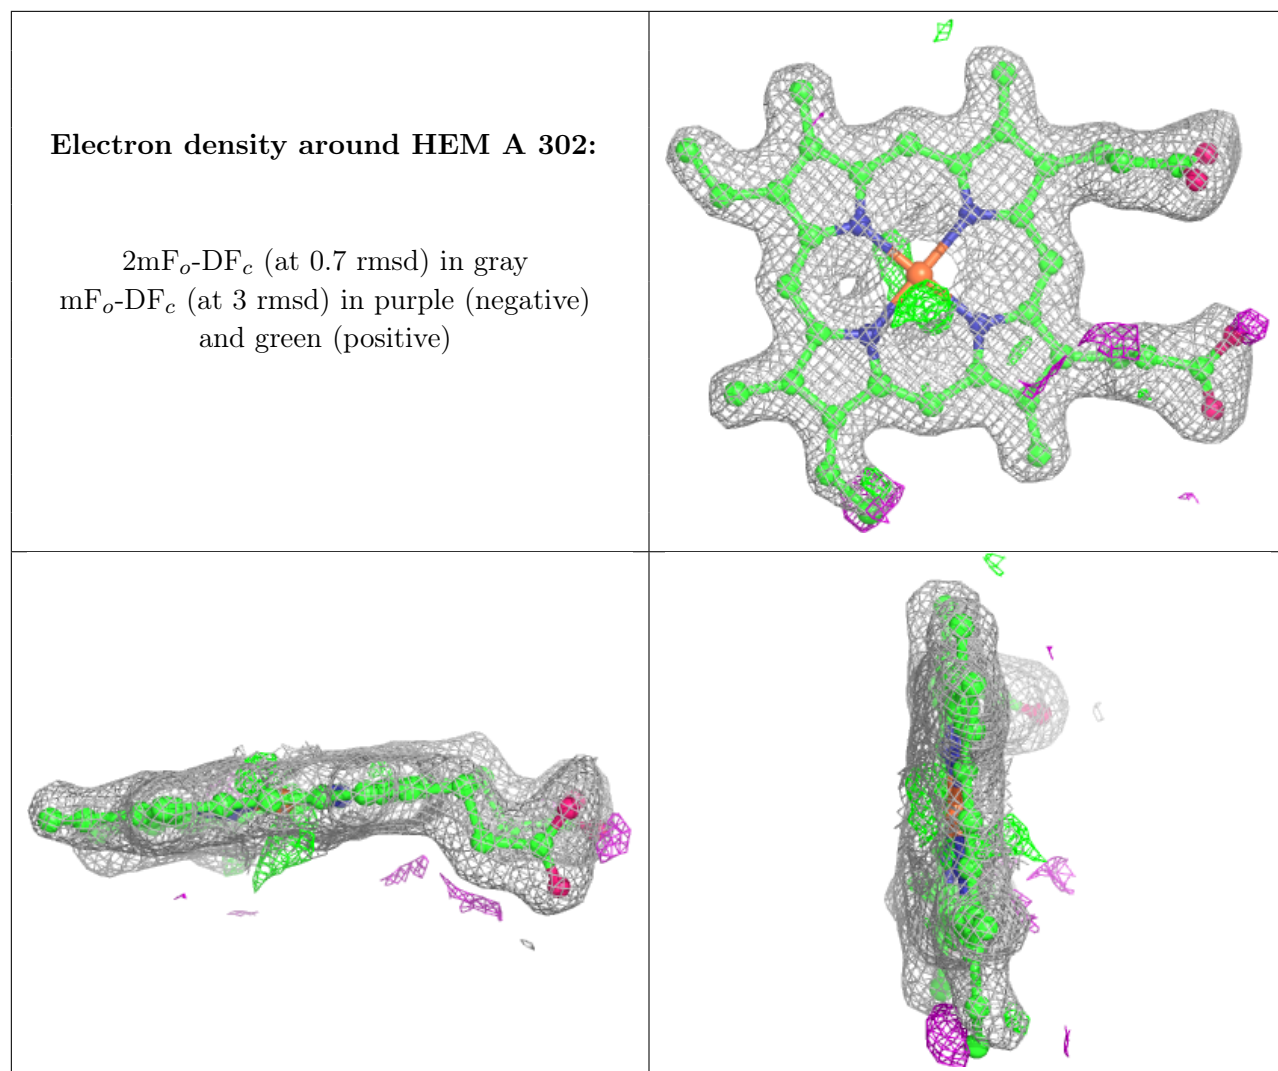 Electron density around HEM A 302:
2mFo-DFc (at 0.7 rmsd) in gray
mFo-DFc (at 3 rmsd) in purple (negative)
and green (positive)